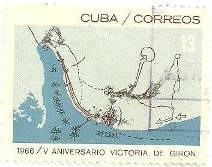 CUBA / CORREOS
13
1966 / V ANIVERSARIO VICTORIA DE GIRON